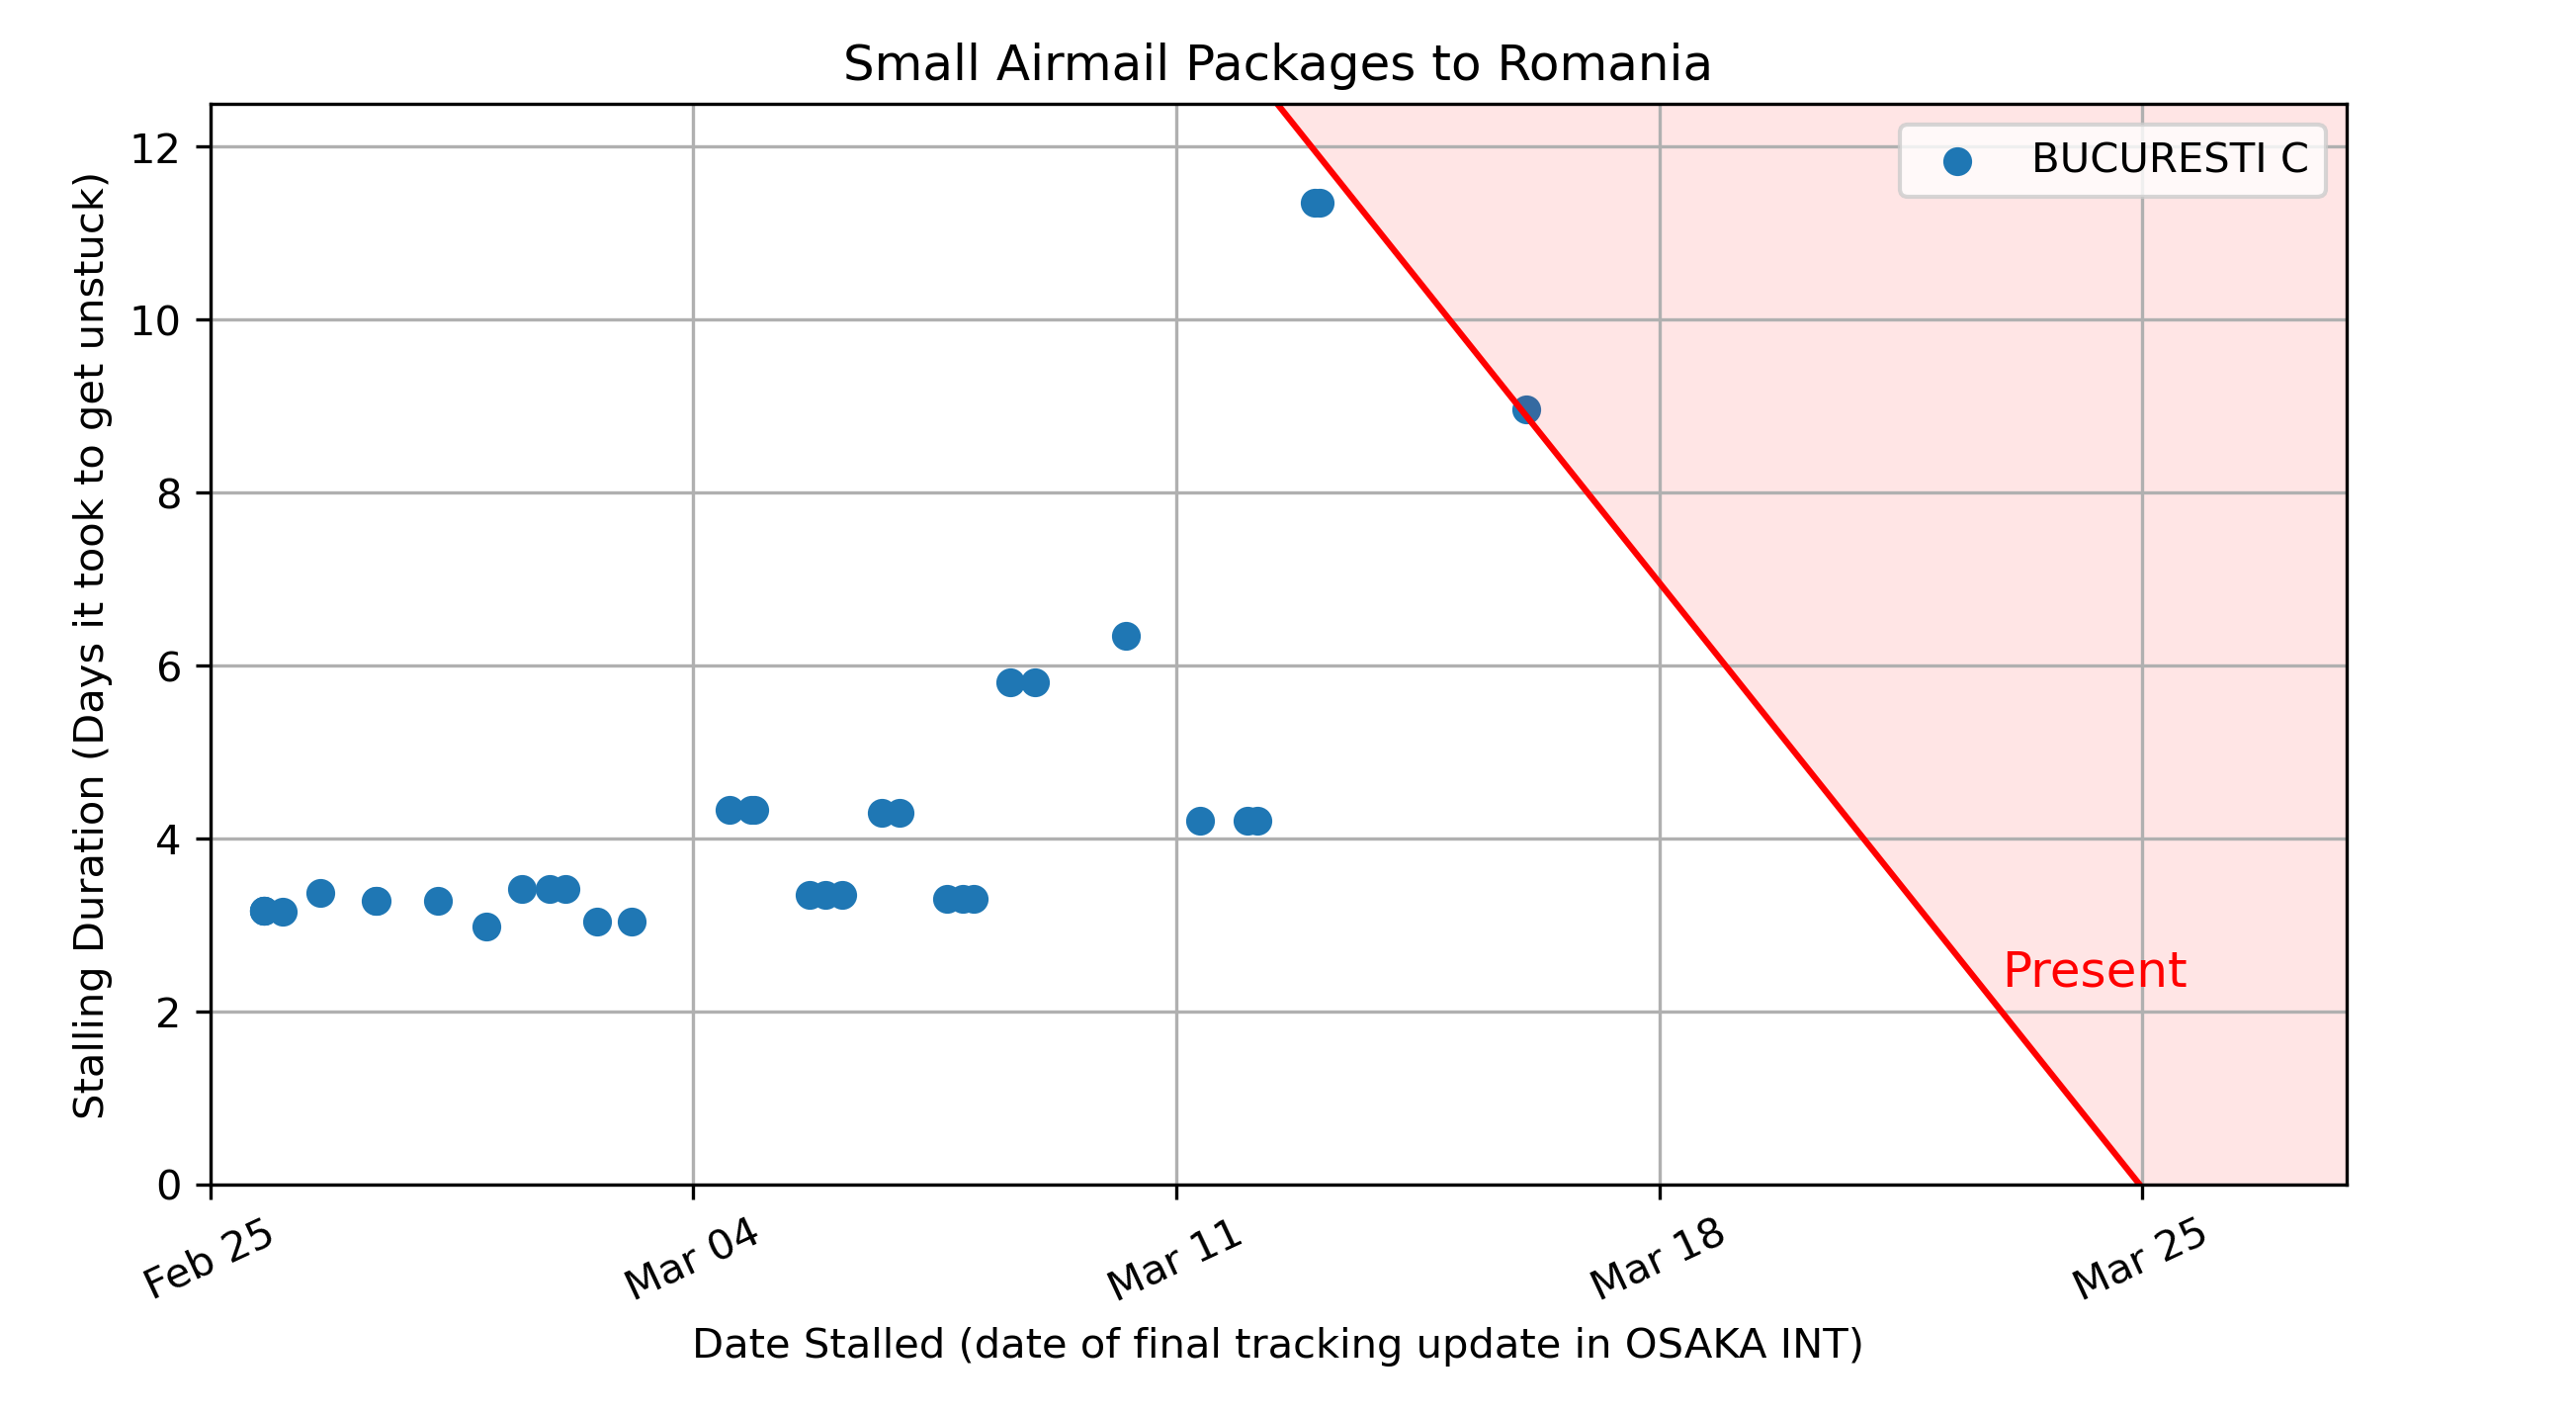 Small Airmail Packages to Romania
Stalling Duration (Days it took to get unstuck)
12
10
8
6
4
2
0
BUCURESTI C
Present
Feb 25
Mar 04
Mar 11
Mar 18
Mar 25
Date Stalled (date of final tracking update in OSAKA INT)